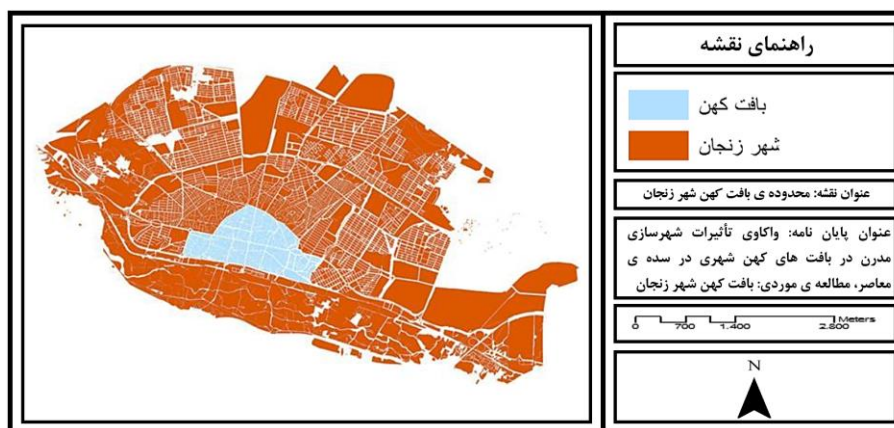 راهنمای نقشه
بافت کهن
شهر زنجان
عنوان نقشه: محدوده ی بافت کهن شهر زنجان
عنوان پایان نامه: واکاوی تأثیرات شهرسازی
مدرن در بافت های کهن شهری در سده ی
معاصر، مطالعه ی موردی: بافت کهن شهر زنجان
Meters
0 700 1,400 2,800
N